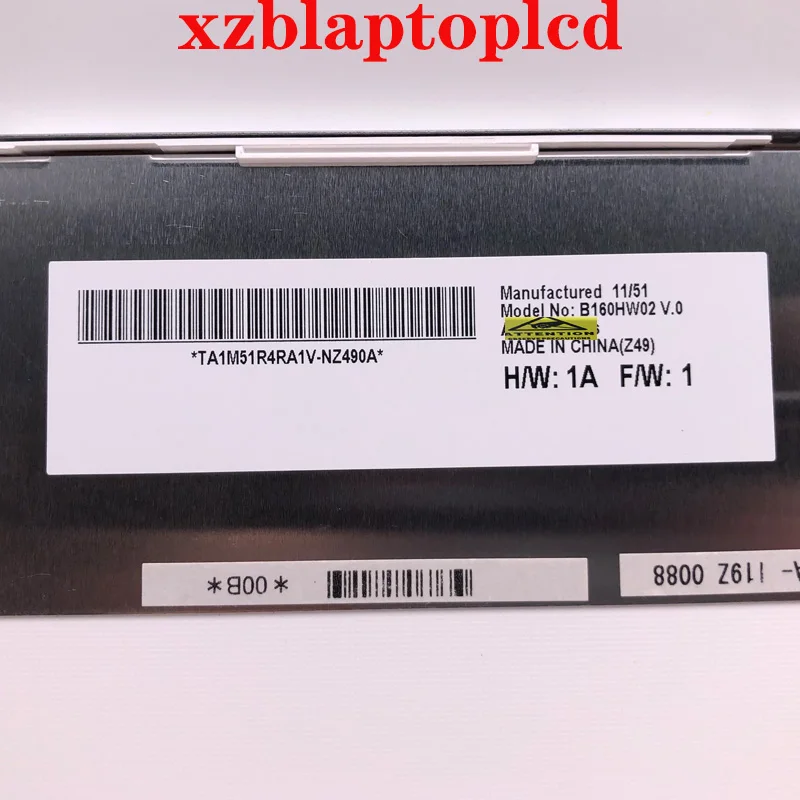 xzblaptoplcd
Manufactured 11/51
Model No: B160HW02 V.0
ATTENTION
MADE IN CHINA(Z49)
*TA1M51R4RA1V-NZ490A*
H/W: 1A F/W: 1
*00B*
119Z 0088